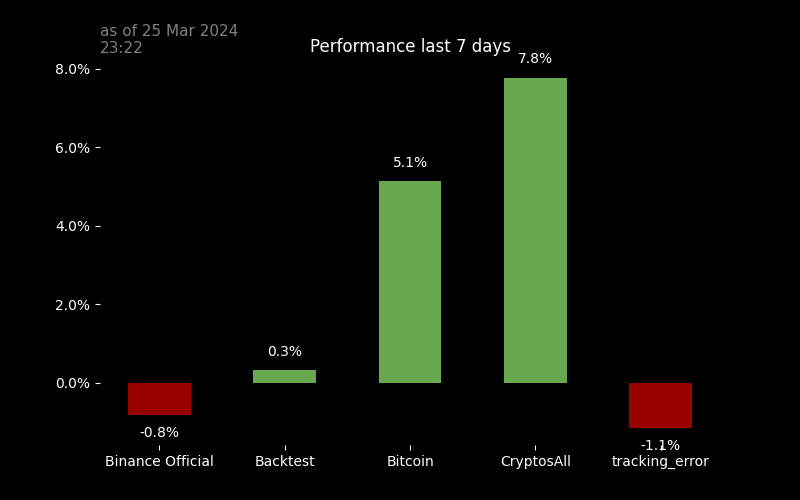 as of 25 Mar 2024
23:22
Performance last 7 days
8.0%
6.0%
4.0%
2.0%
0.0%
-0.8%
0.3%
5.1%
7.8%
-1.1%
Binance Official
Backtest
Bitcoin
CryptosAll
tracking_error